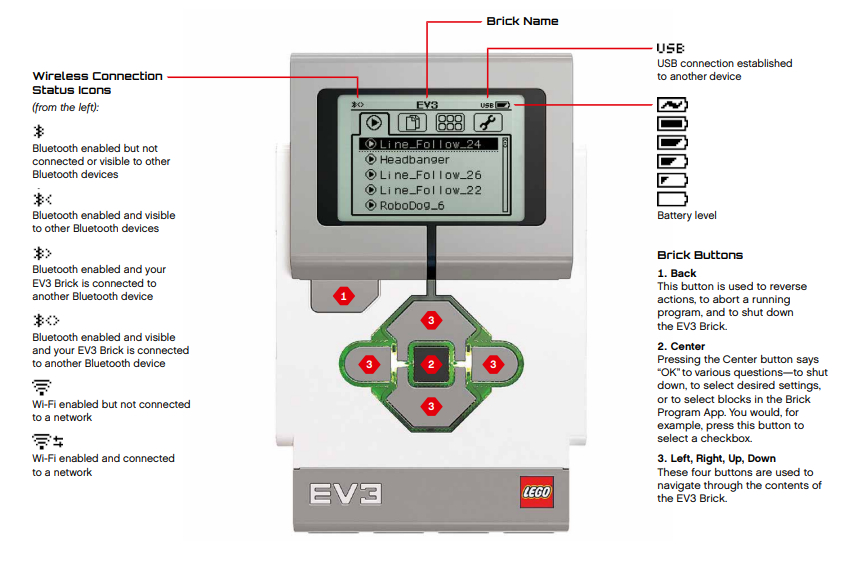 Brick Name
Wireless Connection
Status Icons
(from the left):
Bluetooth enabled but not
connected or visible to other
Bluetooth devices
Bluetooth enabled and visible
to other Bluetooth devices
Bluetooth enabled and your
EV3 Brick is connected to
another Bluetooth device
Bluetooth enabled and visible
and your EV3 Brick is connected
to another Bluetooth device
Wi-Fi enabled but not connected
to a network
Wi-Fi enabled and connected
to a network
EV3
USB
Line_Follow_24
Headbanger
Line_Follow_26
Line_Follow_22
RoboDog_6
1
3
3
2
3
3
EV3
LEGO
USB
USB connection established
to another device
Battery level
Brick Buttons
1. Back
This button is used to reverse
actions, to abort a running
program, and to shut down
the EV3 Brick.
2. Center
Pressing the Center button says
“OK” to various questions—to shut
down, to select desired settings,
or to select blocks in the Brick
Program App. You would, for
example, press this button to
select a checkbox.
3. Left, Right, Up, Down
These four buttons are used to
navigate through the contents of
the EV3 Brick.